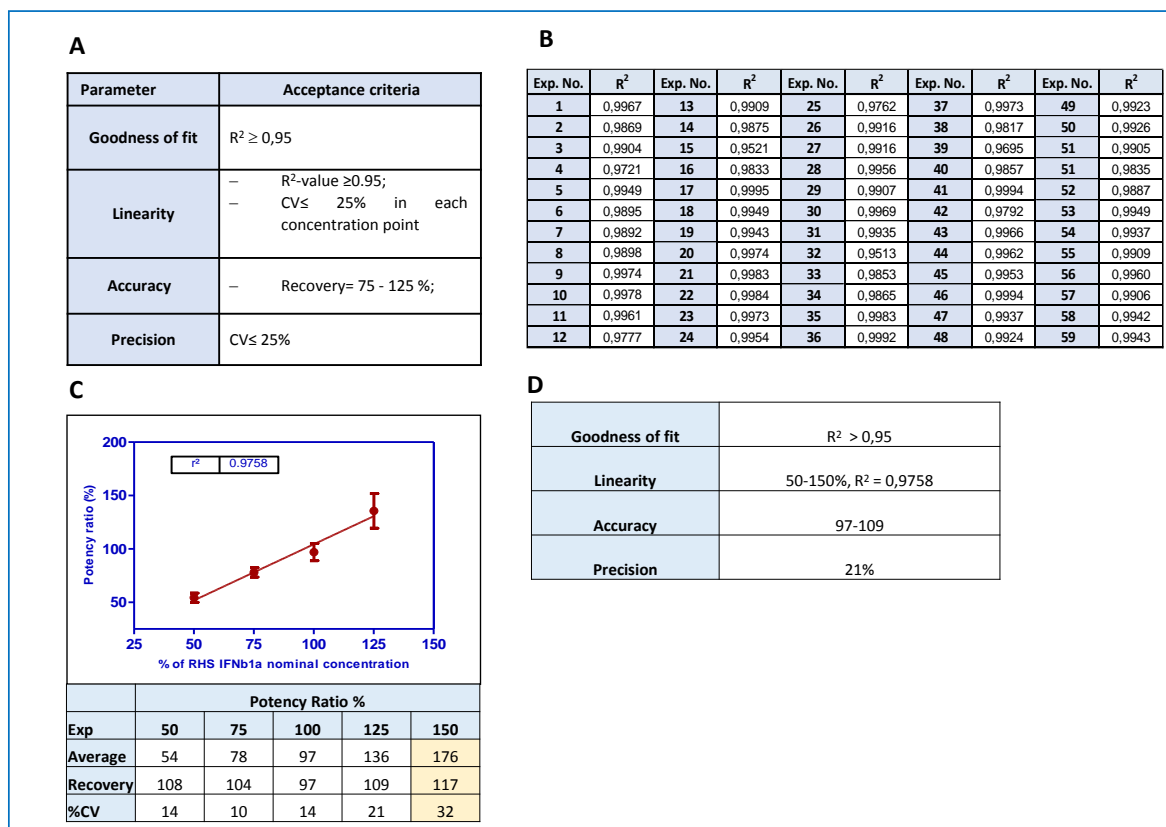 A
Parameter Acceptance criteria
Goodness of fit R² ≥ 0,95
Linearity
– R²-value ≥0.95;
– CV≤ 25% in each
concentration point
Accuracy – Recovery= 75 - 125 %;
Precision CV≤ 25%
B
Exp. No. R² Exp. No. R² Exp. No. R² Exp. No. R² Exp. No. R²
1 0,9967 13 0,9909 25 0,9762 37 0,9973 49 0,9923
2 0,9869 14 0,9875 26 0,9916 38 0,9817 50 0,9926
3 0,9904 15 0,9521 27 0,9916 39 0,9695 51 0,9905
4 0,9721 16 0,9833 28 0,9956 40 0,9857 51 0,9835
5 0,9949 17 0,9995 29 0,9907 41 0,9994 52 0,9887
6 0,9895 18 0,9949 30 0,9969 42 0,9792 53 0,9949
7 0,9892 19 0,9943 31 0,9935 43 0,9966 54 0,9937
8 0,9898 20 0,9974 32 0,9513 44 0,9962 55 0,9909
9 0,9974 21 0,9983 33 0,9853 45 0,9953 56 0,9960
10 0,9978 22 0,9984 34 0,9865 46 0,9994 57 0,9906
11 0,9961 23 0,9973 35 0,9983 47 0,9937 58 0,9942
12 0,9777 24 0,9954 36 0,9992 48 0,9924 59 0,9943
C
r² 0.9758
Potency ratio (%)
200
150
100
50
25 50 75 100 125 150
% of RHS IFNb1a nominal concentration
Potency Ratio %
Exp 50 75 100 125 150
Average 54 78 97 136 176
Recovery 108 104 97 109 117
%CV 14 10 14 21 32
D
Goodness of fit R² > 0,95
Linearity 50-150%, R² = 0,9758
Accuracy 97-109
Precision 21%